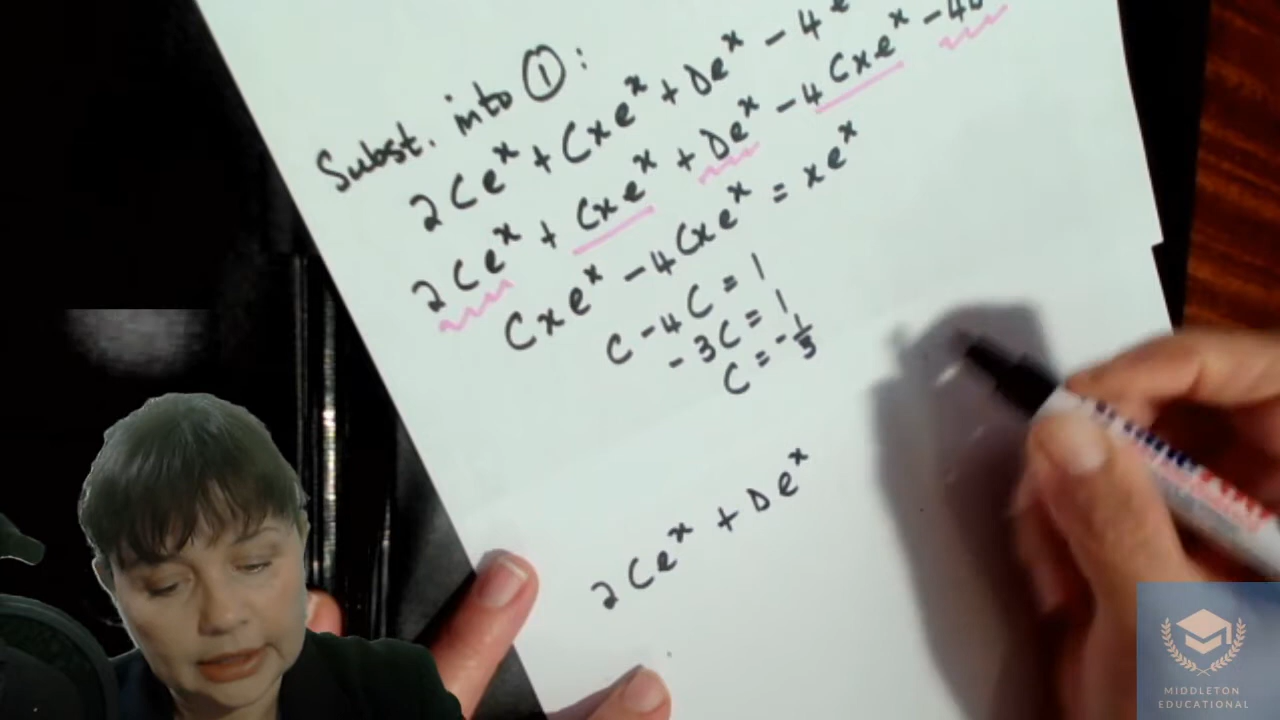 Subst. into ①:
2Ce^x + Cxe^x + De^x - 4
2Ce^x + Cxe^x + De^x - 4Cxe^x - 4
Cxe^x - 4Cxe^x = xe^x
C - 4C = 1
- 3C = 1
C = -1/3
2Ce^x + De^x
MIDDLETON
EDUCATIONAL